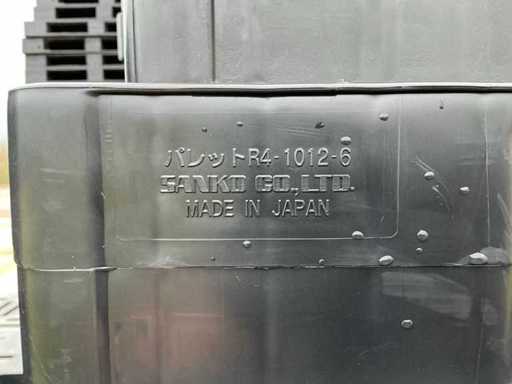 パレットR4-1012-6
SANKO CO.,LTD.
MADE IN JAPAN